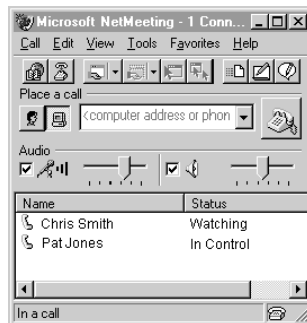 Microsoft NetMeeting - 1 Conn...
Call Edit View Tools Favorites Help
Place a call
<computer address or phon
Audio
Name Status
Chris Smith Watching
Pat Jones In Control
In a call